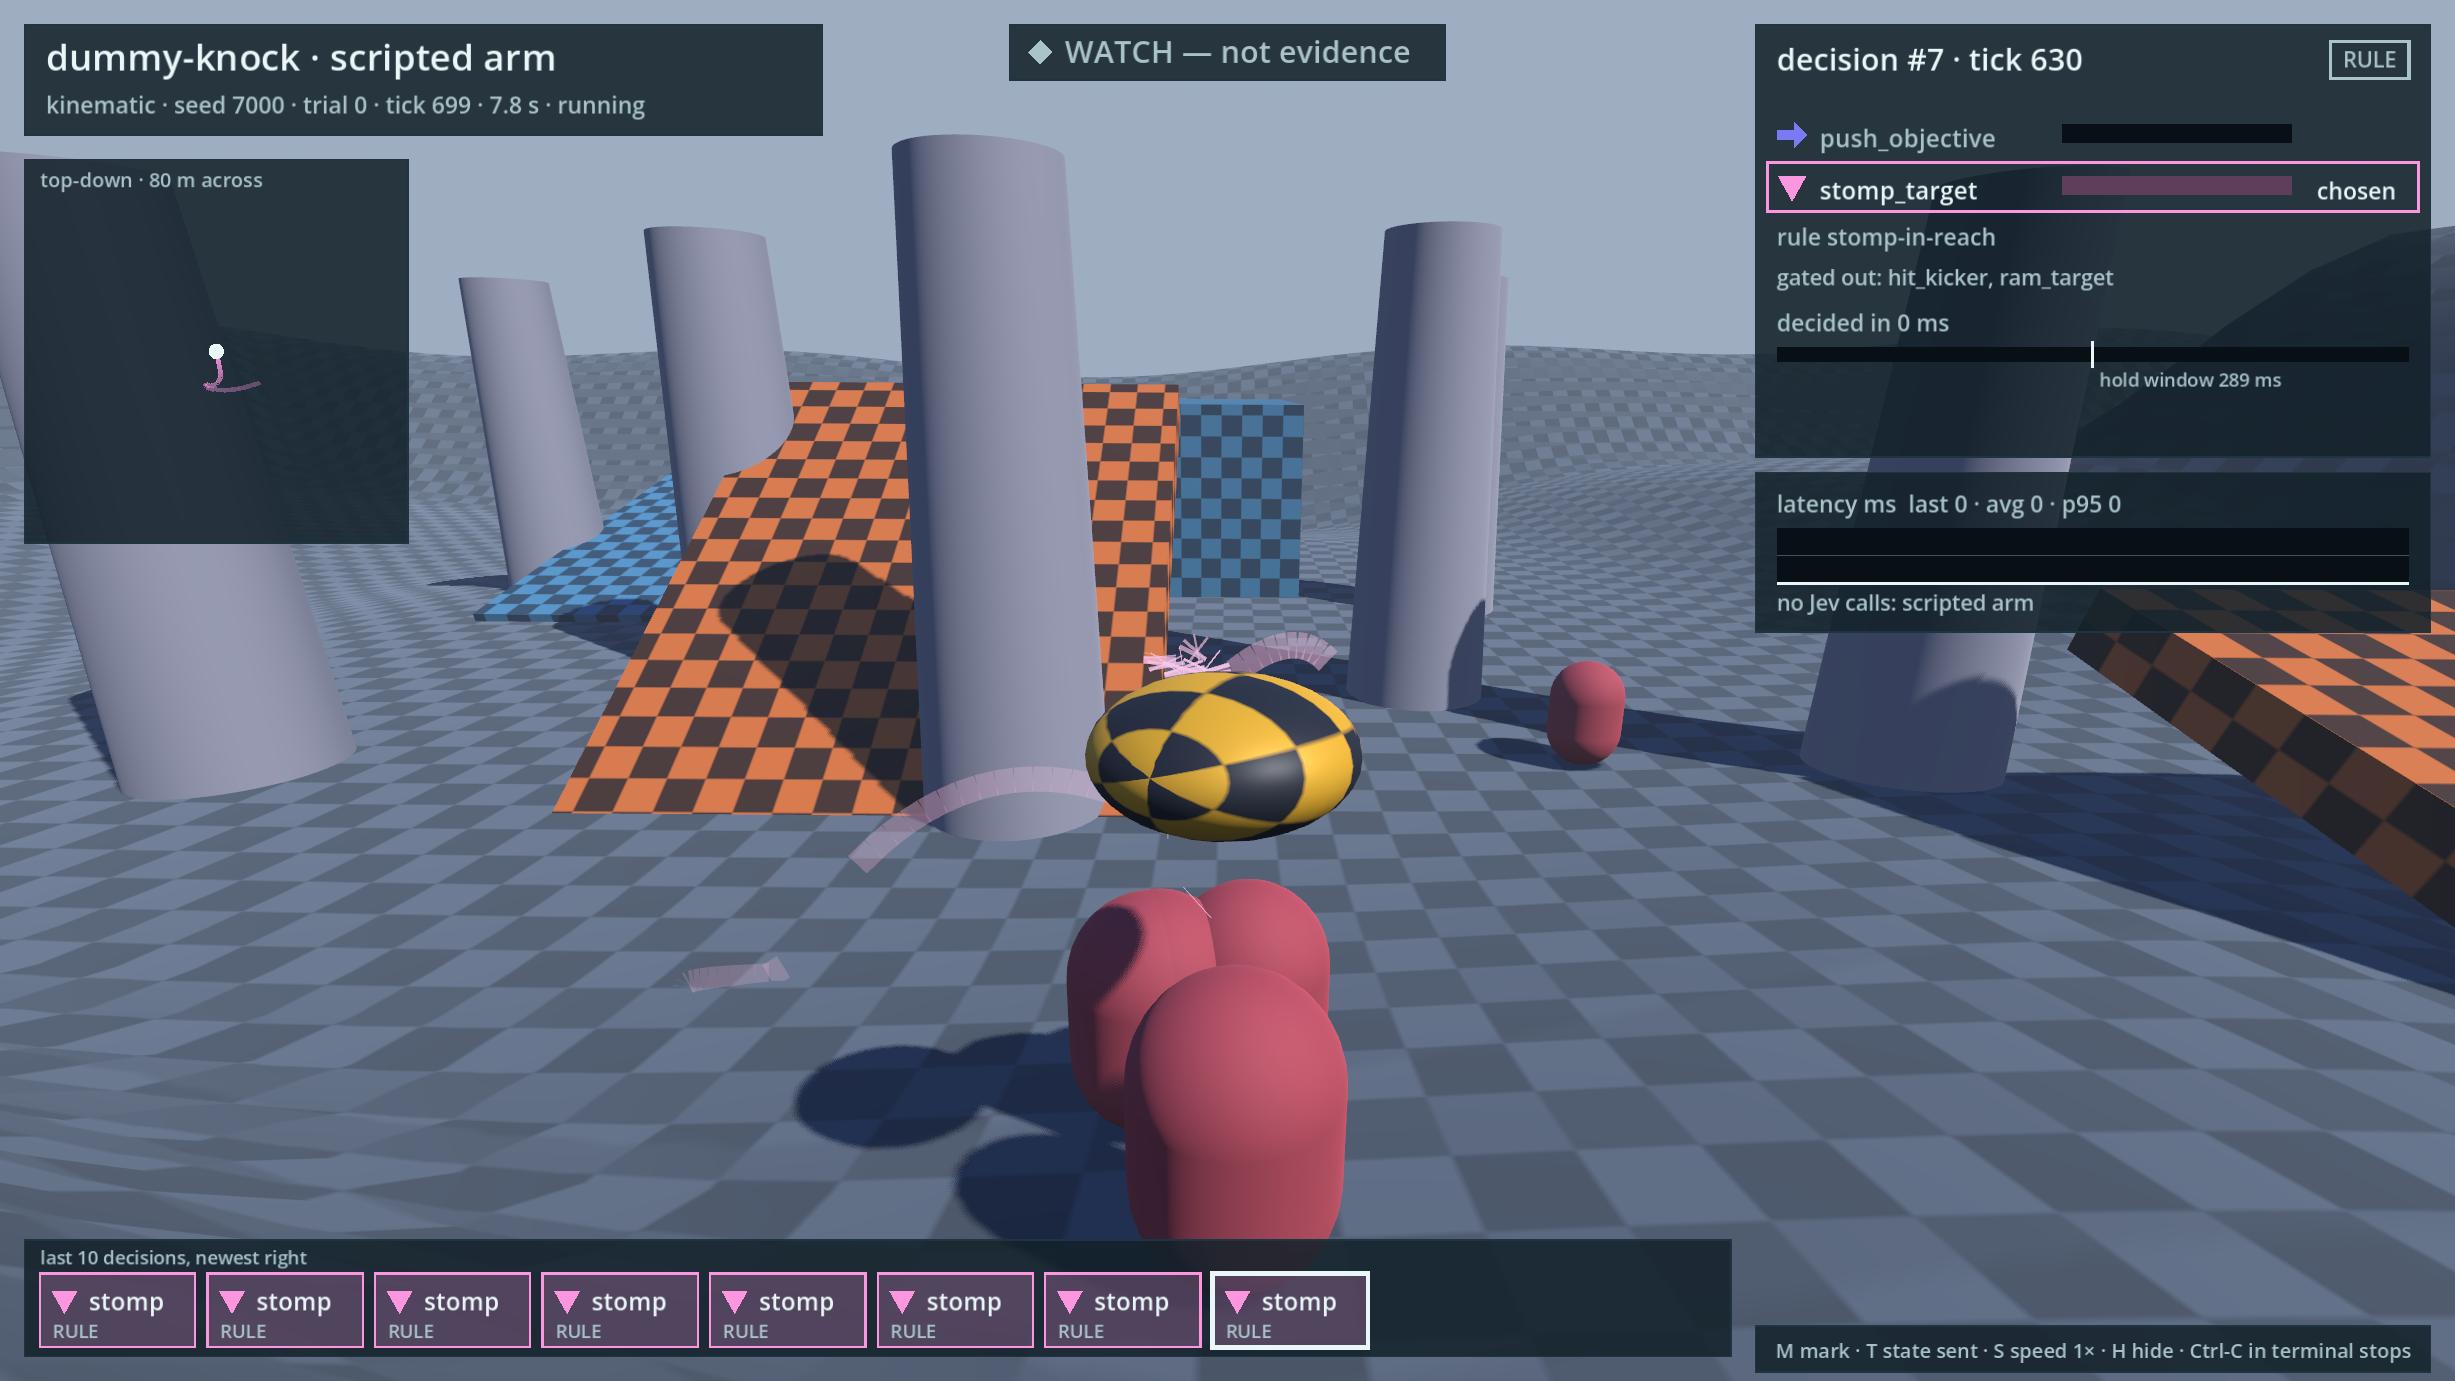 dummy-knock · scripted arm
kinematic · seed 7000 · trial 0 · tick 699 · 7.8 s · running
◆ WATCH — not evidence
top-down · 80 m across
decision #7 · tick 630
RULE
push_objective
stomp_target chosen
rule stomp-in-reach
gated out: hit_kicker, ram_target
decided in 0 ms
hold window 289 ms
latency ms last 0 · avg 0 · p95 0
no Jev calls: scripted arm
last 10 decisions, newest right
stomp stomp stomp stomp stomp stomp stomp stomp
RULE RULE RULE RULE RULE RULE RULE RULE
M mark · T state sent · S speed 1× · H hide · Ctrl-C in terminal stops